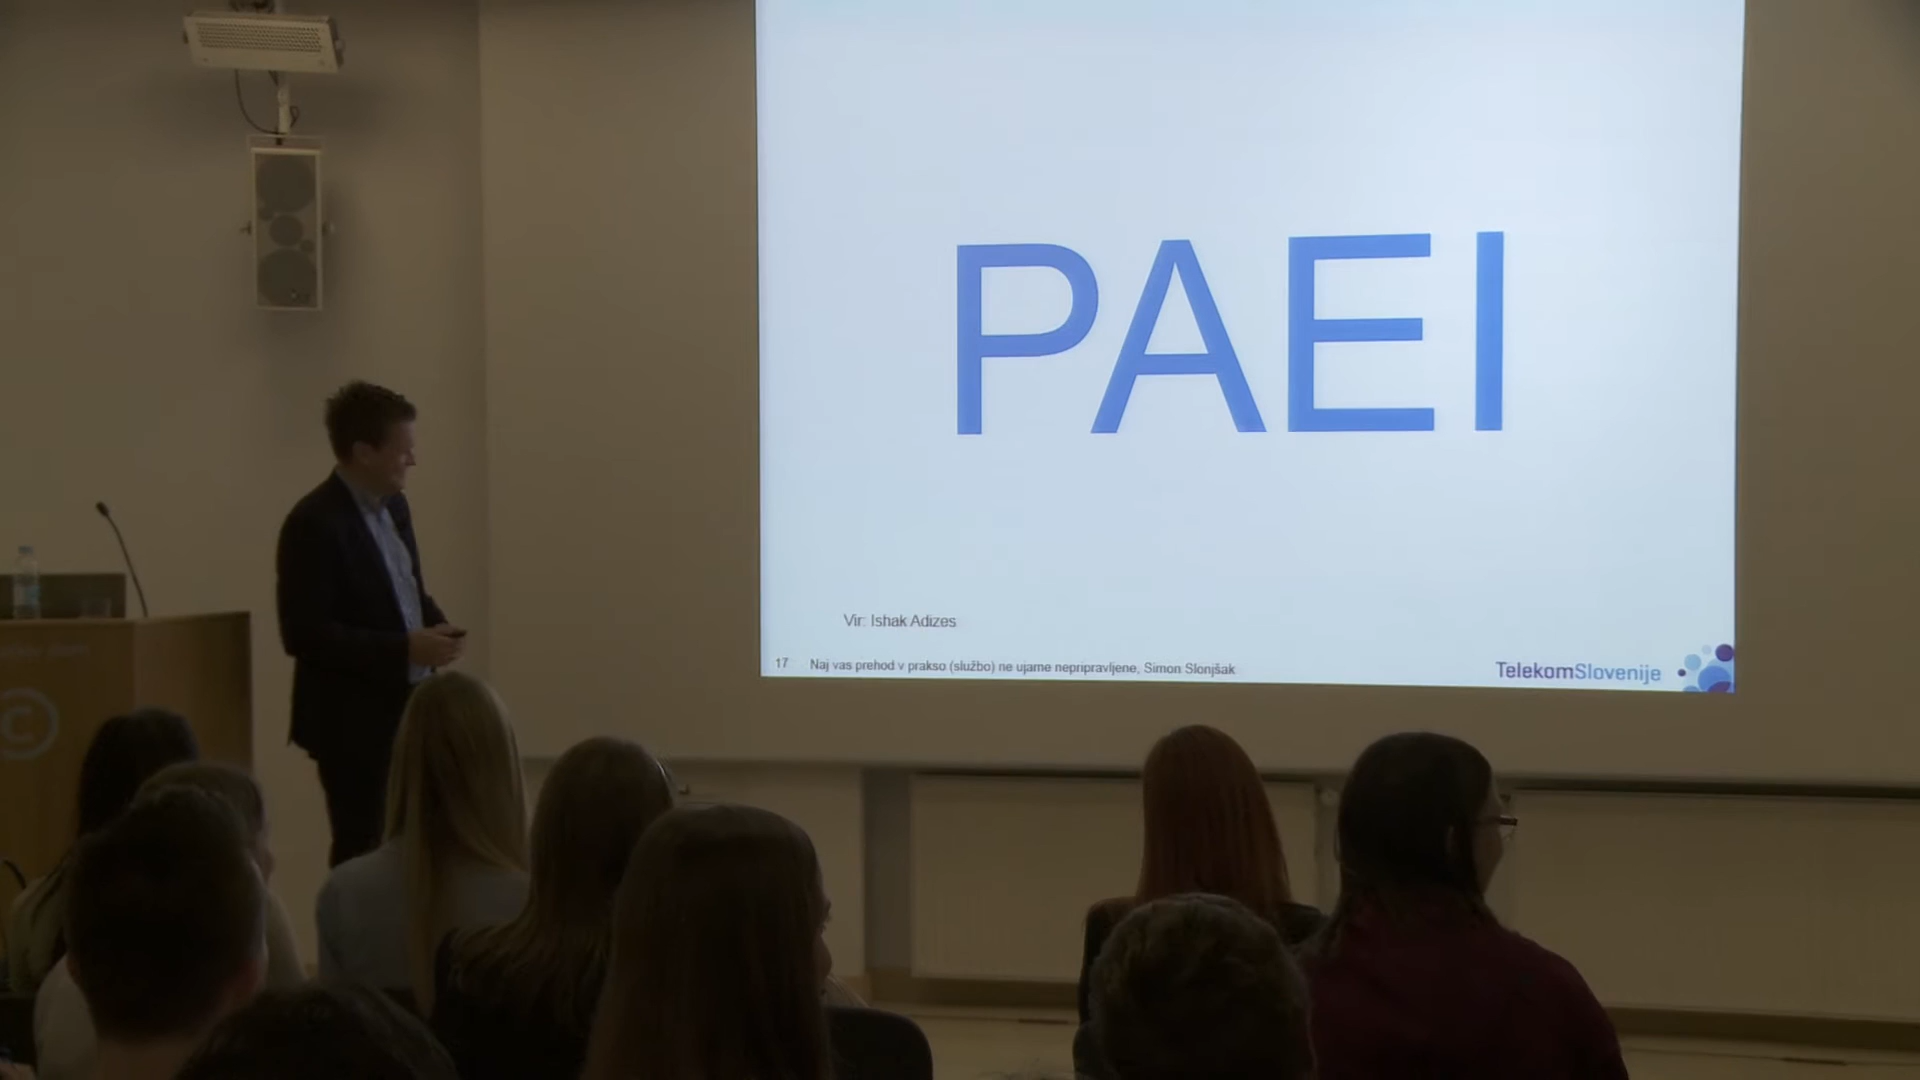 PAEI
Vir: Ishak Adizes
17 Naj vas prehod v prakso (službo) ne ujame nepripravljene, Simon Slonjšak
TelekomSlovenije